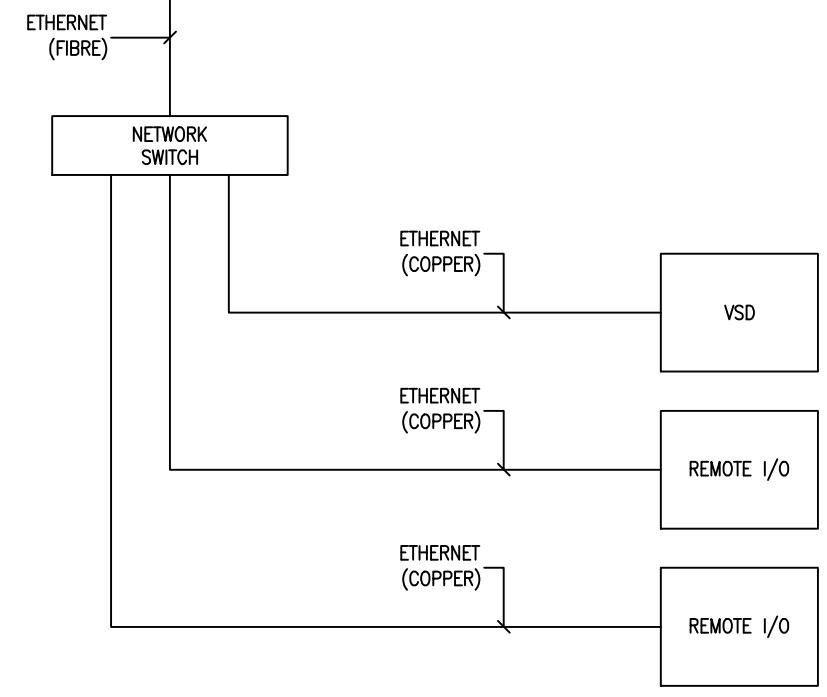 ETHERNET
(FIBRE)
NETWORK
SWITCH
ETHERNET
(COPPER)
VSD
ETHERNET
(COPPER)
REMOTE I/O
ETHERNET
(COPPER)
REMOTE I/O